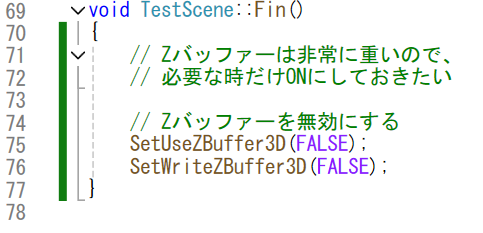 69 void TestScene::Fin()
70 {
71 // Zバッファーは非常に重いので、
72 // 必要な時だけONにしておきたい
73
74 // Zバッファーを無効にする
75 SetUseZBuffer3D(FALSE);
76 SetWriteZBuffer3D(FALSE);
77 }
78